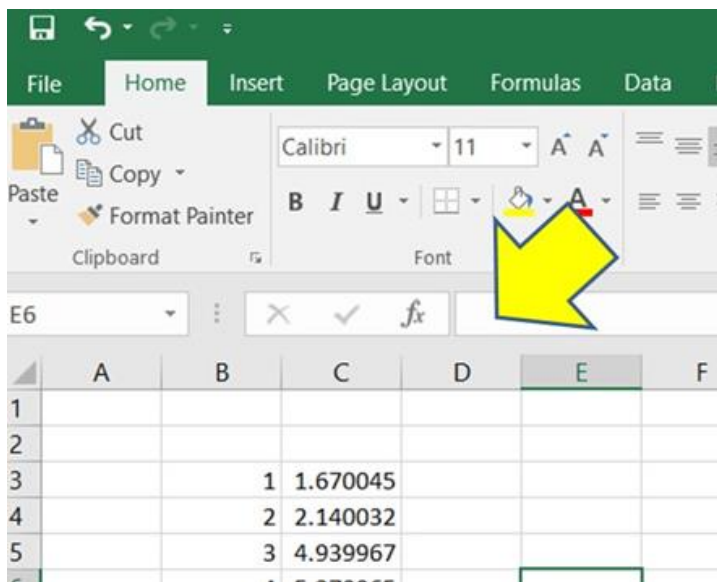 File Home Insert Page Layout Formulas Data
Cut
Calibri 11 A A
Copy
Paste
B I U A
Format Painter
Clipboard Font
E6 fx
A B C D E F
1
2
3 1 1.670045
4 2 2.140032
5 3 4.939967